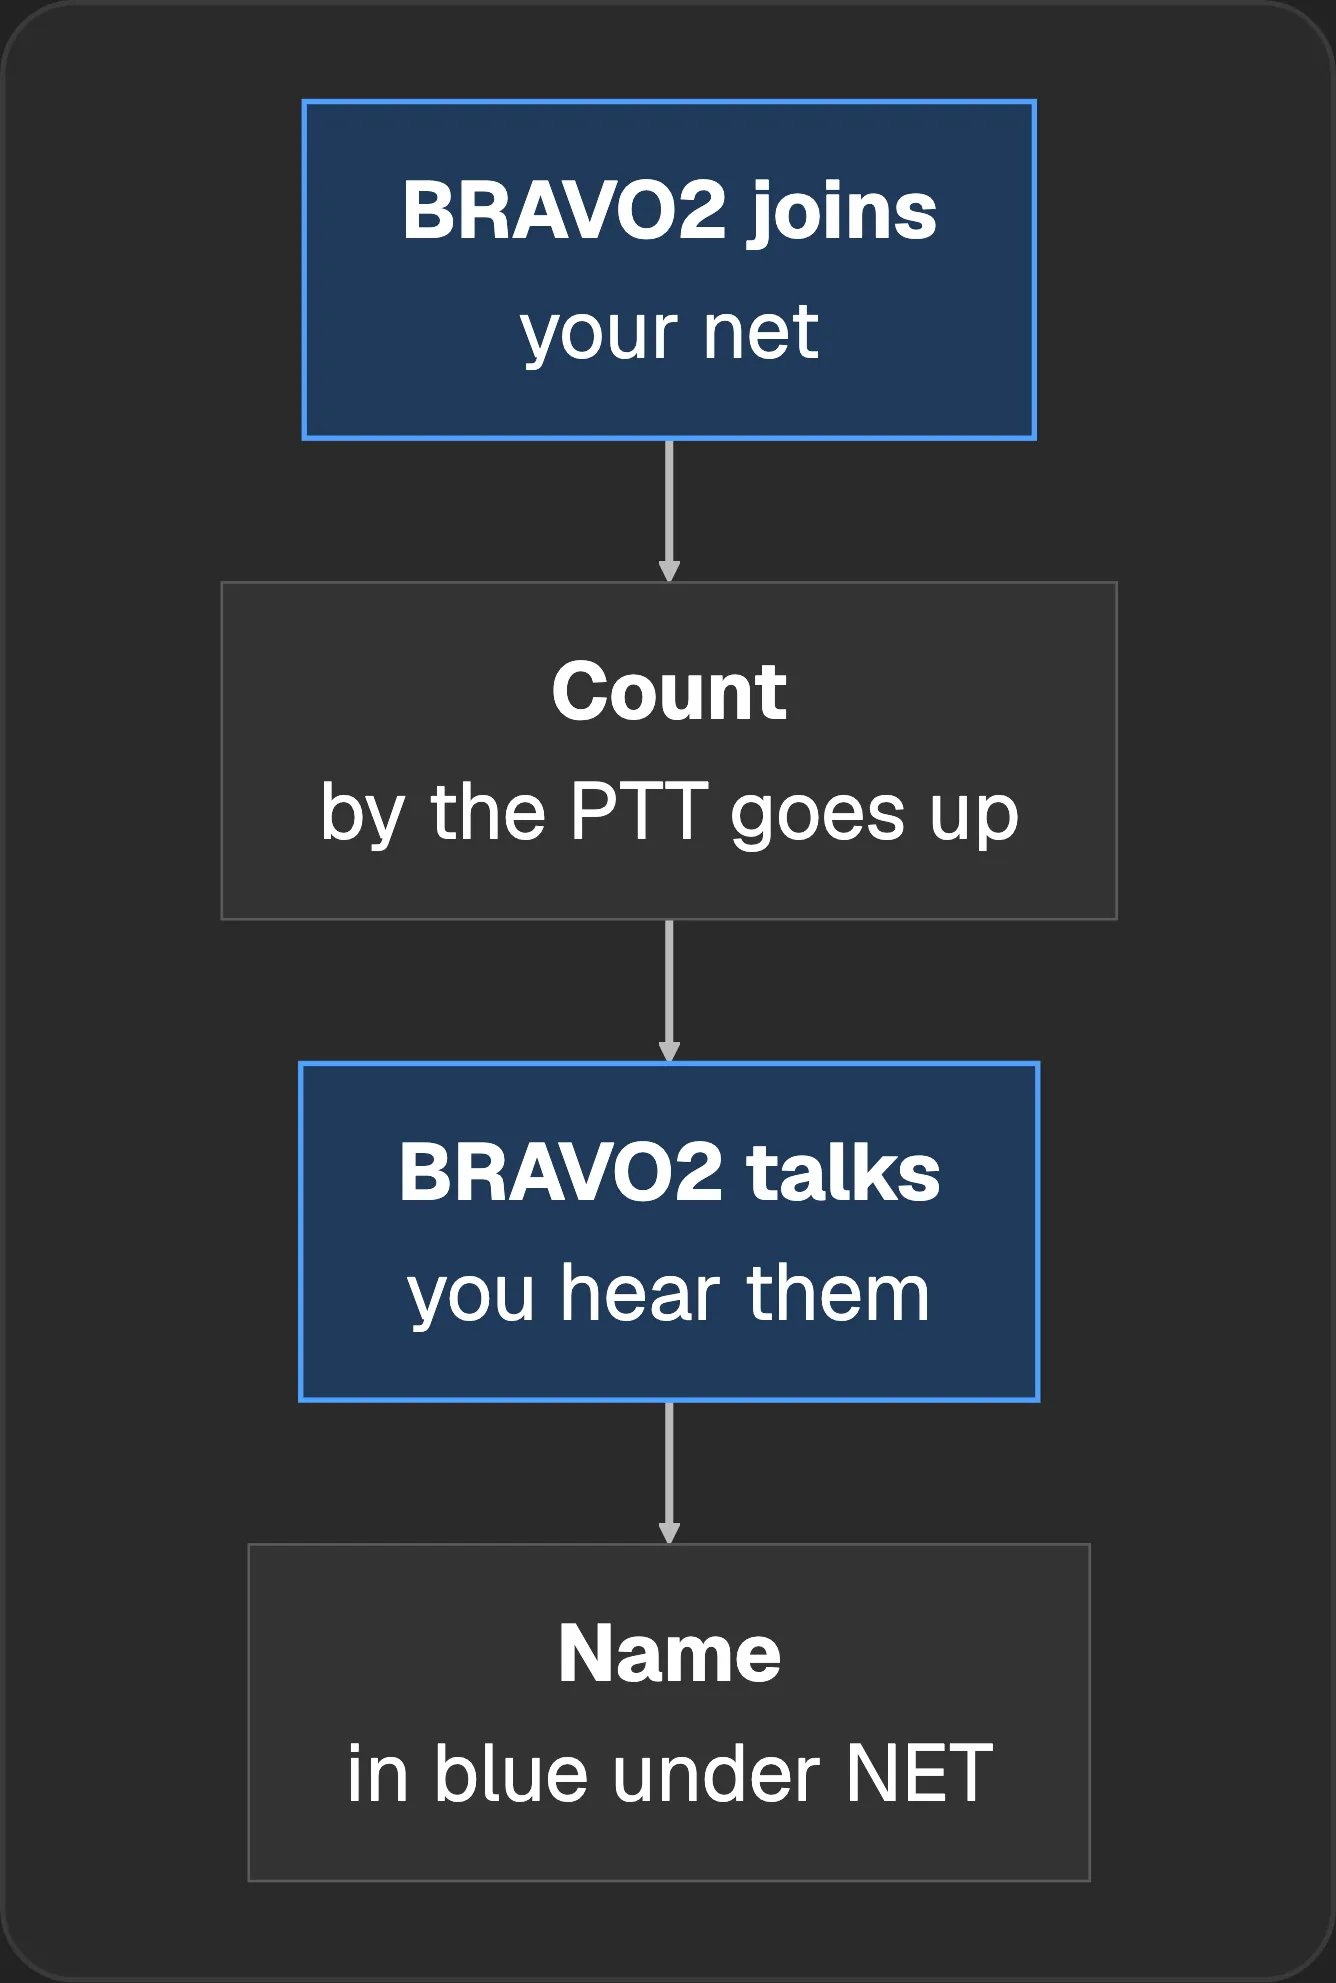 BRAVO2 joins
your net
Count
by the PTT goes up
BRAVO2 talks
you hear them
Name
in blue under NET